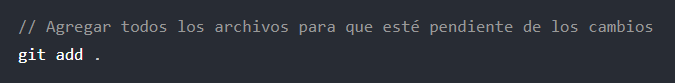 // Agregar todos los archivos para que esté pendiente de los cambios
git add .